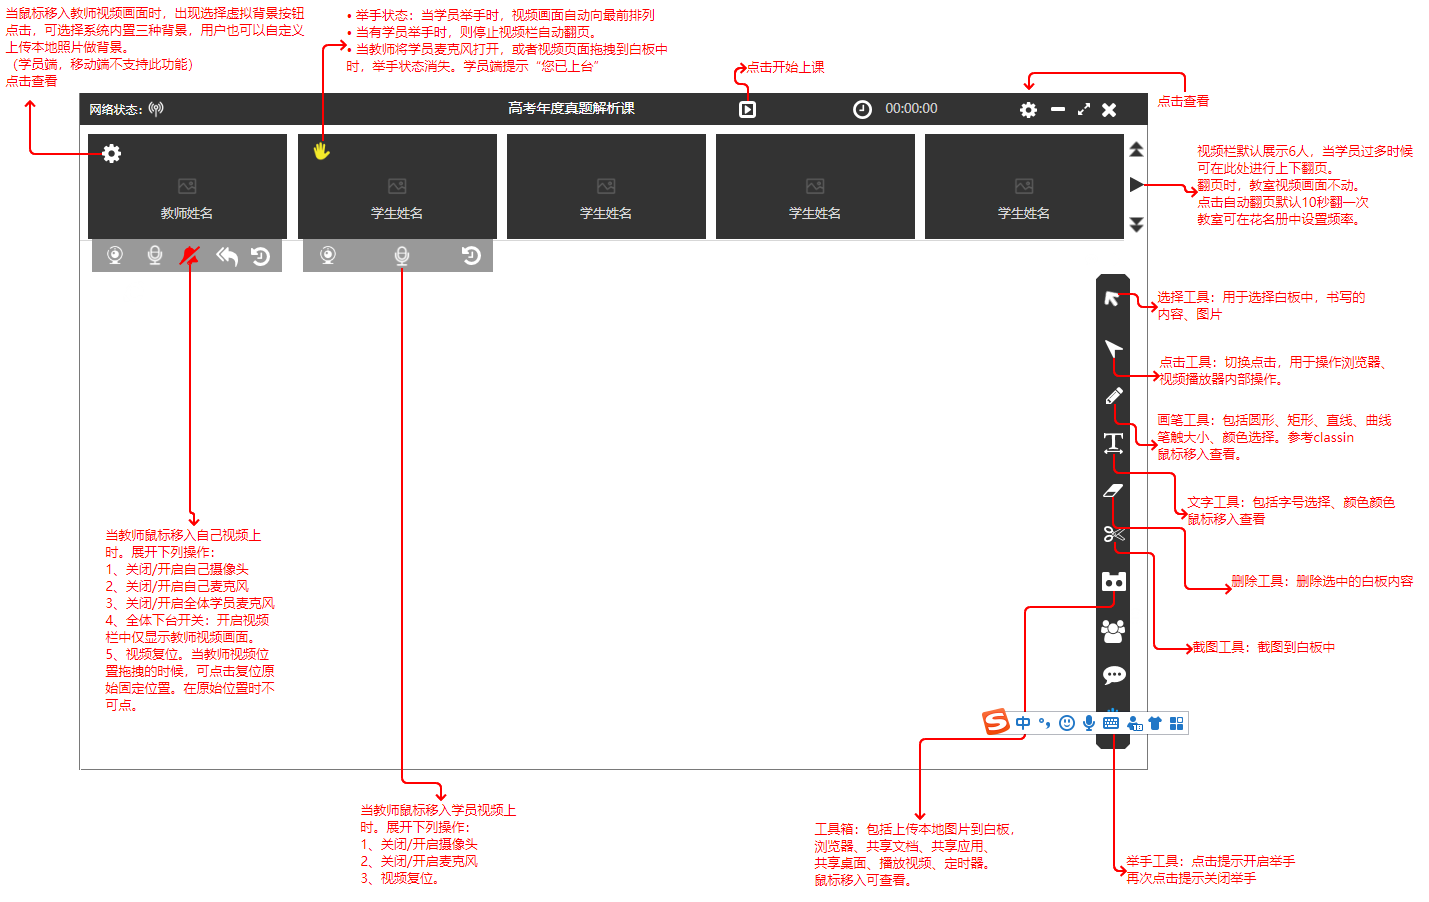 当鼠标移入教师视频画面时，出现选择虚拟背景按钮
点击，可选择系统内置三种背景，用户也可以自定义
上传本地照片做背景。
（学员端，移动端不支持此功能）
点击查看
• 举手状态：当学员举手时，视频画面自动向最前排列
• 当有学员举手时，则停止视频栏自动翻页。
• 当教师将学员麦克风打开，或者视频页面拖拽到白板中
时，举手状态消失。学员端提示“您已上台”
点击开始上课
点击查看
网络状态：
高考年度真题解析课
00:00:00
教师姓名
学生姓名
学生姓名
学生姓名
学生姓名
视频栏默认展示6人，当学员过多时候
可在此处进行上下翻页。
翻页时，教室视频画面不动。
点击自动翻页默认10秒翻一次
教室可在花名册中设置频率。
选择工具：用于选择白板中，书写的
内容、图片
点击工具：切换点击，用于操作浏览器、
视频播放器内部操作。
画笔工具：包括圆形、矩形、直线、曲线
笔触大小、颜色选择。参考classin
鼠标移入查看。
T
文字工具：包括字号选择、颜色颜色
鼠标移入查看
删除工具：删除选中的白板内容
截图工具：截图到白板中
当教师鼠标移入自己视频上
时。展开下列操作：
1、关闭/开启自己摄像头
2、关闭/开启自己麦克风
3、关闭/开启全体学员麦克风
4、全体下台开关：开启视频
栏中仅显示教师视频画面。
5、视频复位。当教师视频位
置拖拽的时候，可点击复位原
始固定位置。在原始位置时不
可点。
S 中
当教师鼠标移入学员视频上
时。展开下列操作：
1、关闭/开启摄像头
2、关闭/开启麦克风
3、视频复位。
工具箱：包括上传本地图片到白板，
浏览器、共享文档、共享应用、
共享桌面、播放视频、定时器。
鼠标移入可查看。
举手工具：点击提示开启举手
再次点击提示关闭举手